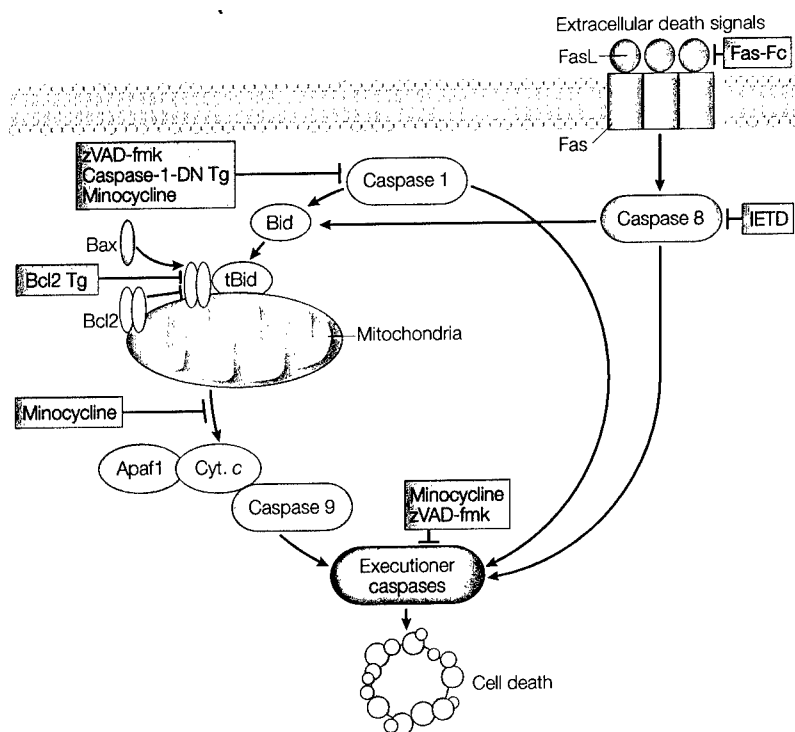 Extracellular death signals
FasL
Fas-Fc
Fas
zVAD-fmk
Caspase-1-DN Tg
Minocycline
Caspase 1
Caspase 8
IETD
Bid
Bax
Bcl2 Tg
tBid
Bcl2
Mitochondria
Minocycline
Apaf1
Cyt. c
Caspase 9
Minocycline
zVAD-fmk
Executioner
caspases
Cell death